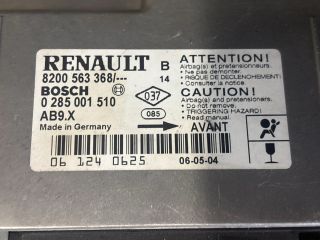 RENAULT B
8200 563 368/--- 14
BOSCH
0 285 001 510
AB9.X
Made in Germany
037
085
ATTENTION!
Airbag(s) et pretensionneurs.
Ne pas demonter.
RISQUE DE DECLENCHEMENT!
Consulter la notice.
CAUTION!
Airbag(s) and pretensioners.
Do not remove.
TRIGGERING HAZARD!
Read manual.
AVANT
06 124 0625
06-05-04